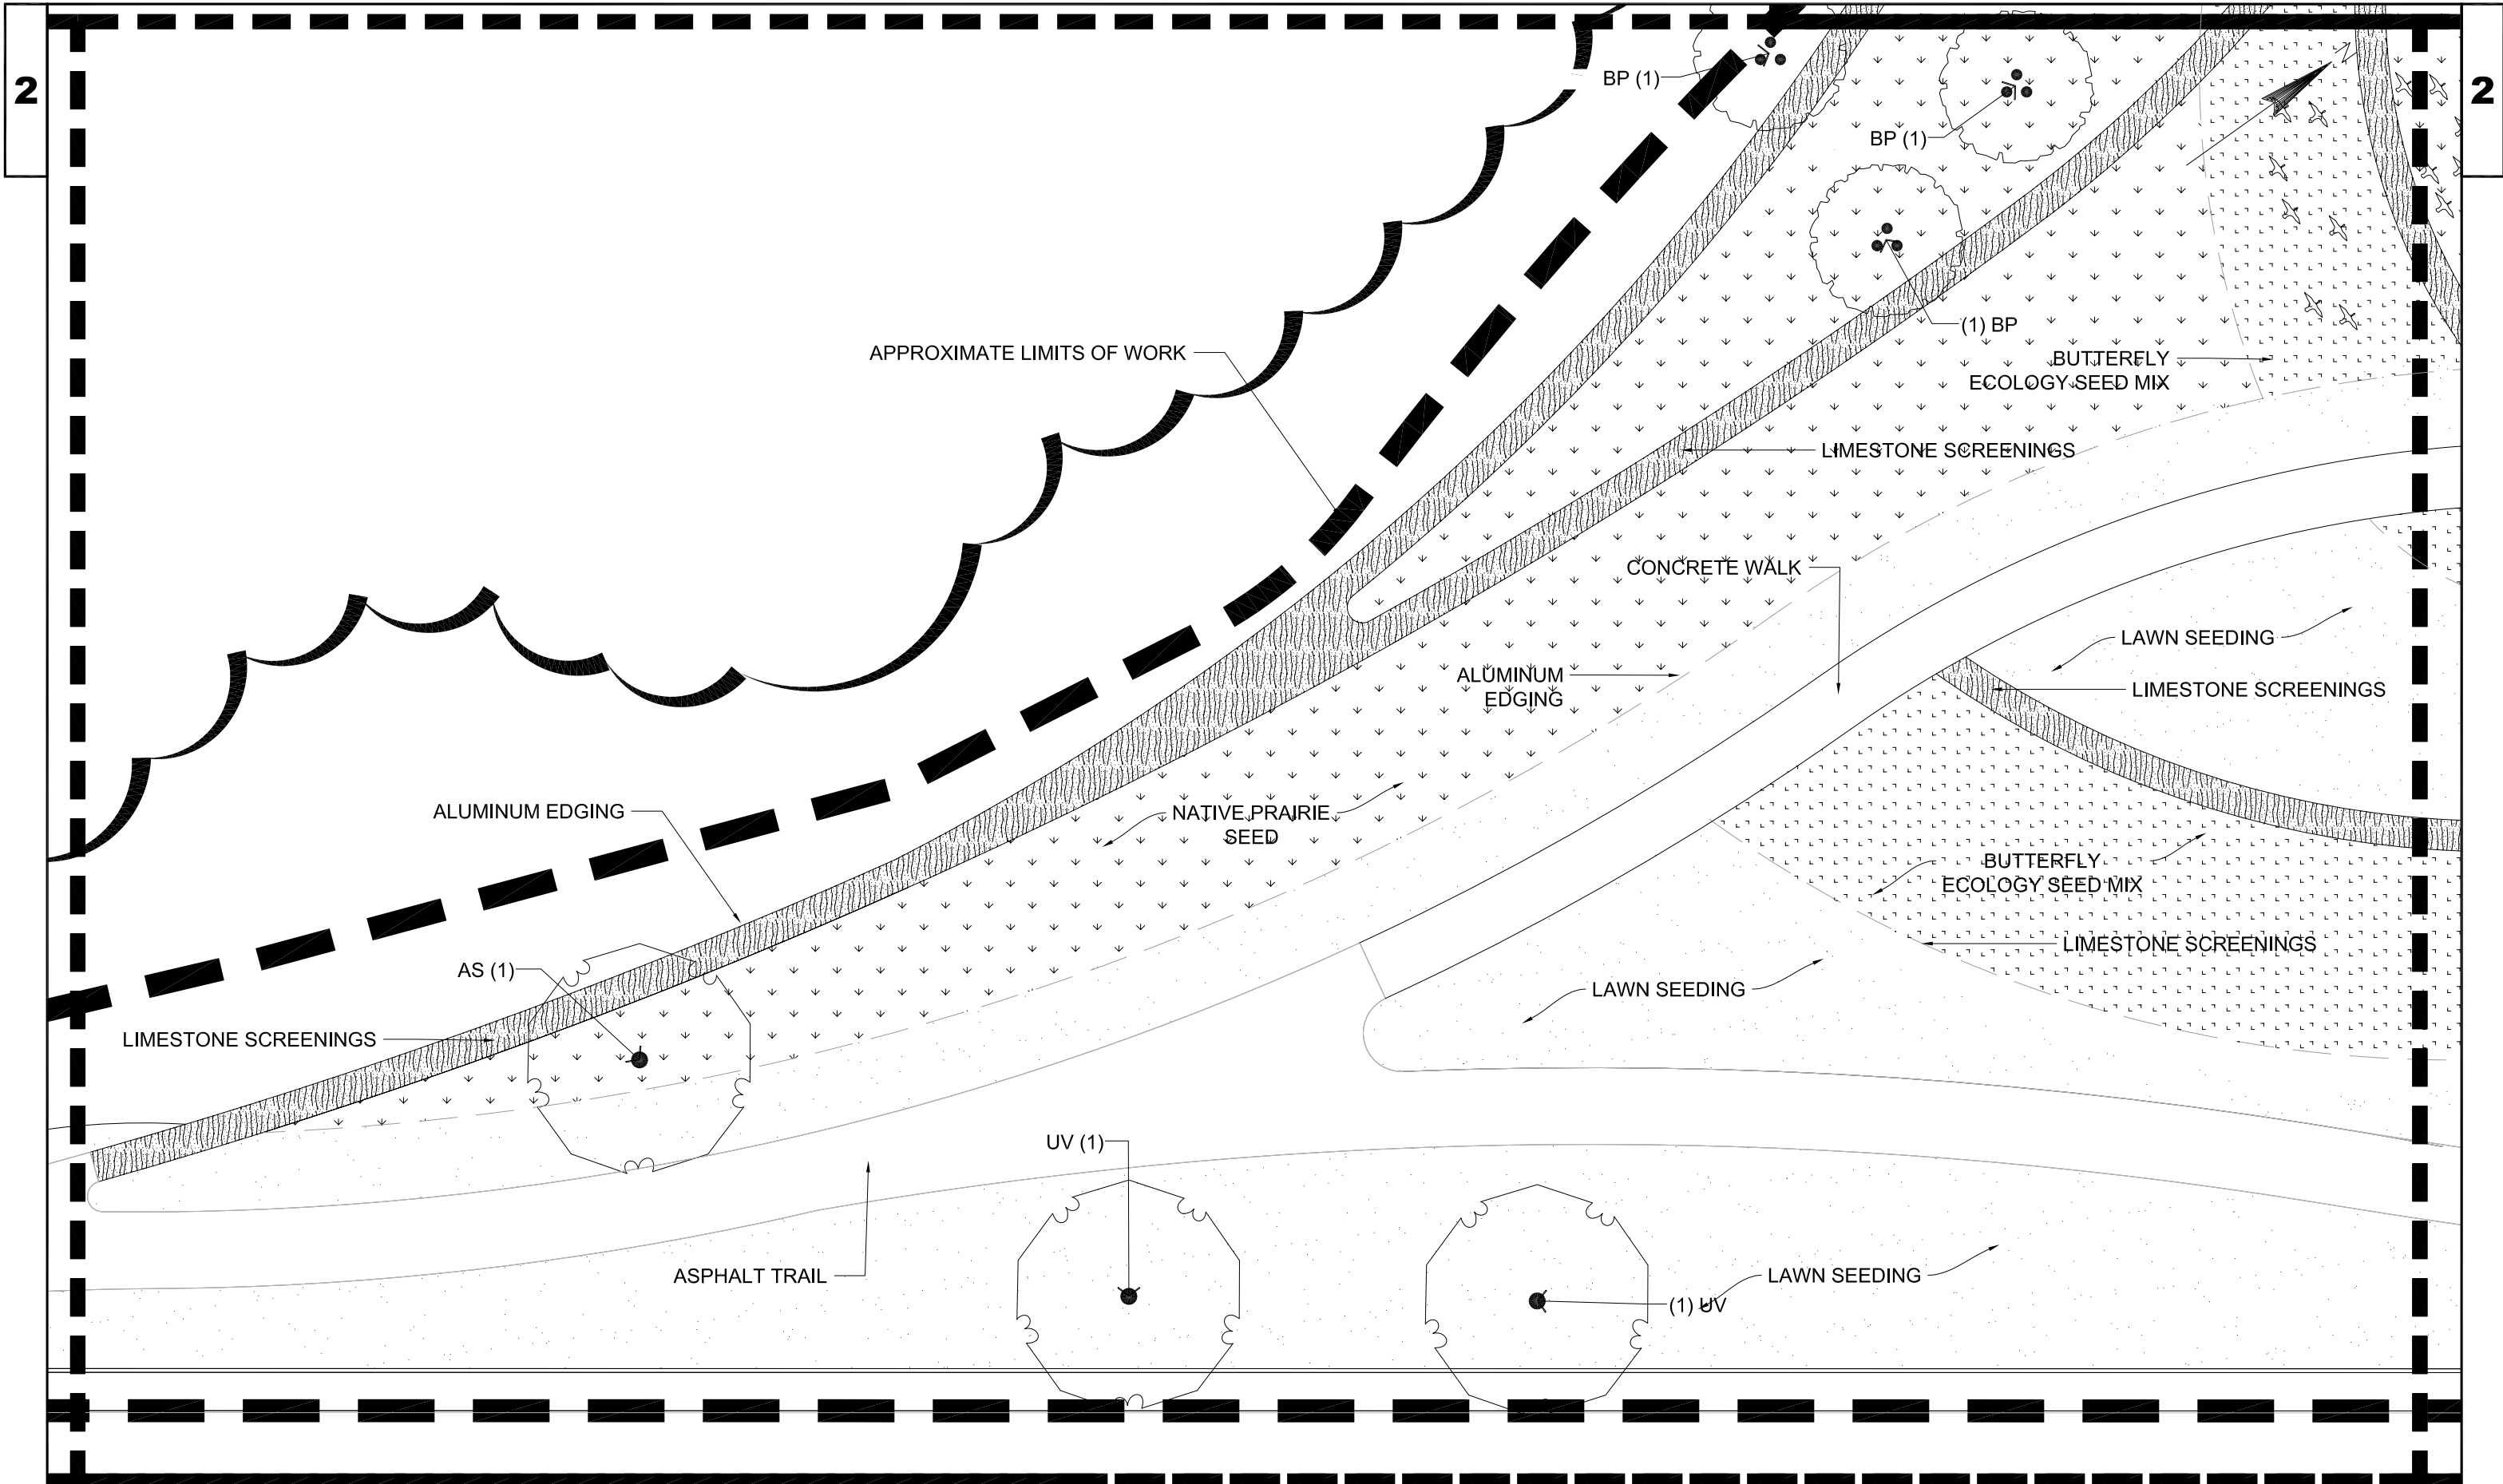 2
2
BP (1)
BP (1)
(1) BP
APPROXIMATE LIMITS OF WORK
BUTTERFLY
ECOLOGY SEED MIX
LIMESTONE SCREENINGS
CONCRETE WALK
LAWN SEEDING
ALUMINUM
EDGING
LIMESTONE SCREENINGS
ALUMINUM EDGING
NATIVE PRAIRIE
SEED
BUTTERFLY
ECOLOGY SEED MIX
LIMESTONE SCREENINGS
AS (1)
LAWN SEEDING
LIMESTONE SCREENINGS
UV (1)
ASPHALT TRAIL
LAWN SEEDING
(1) UV